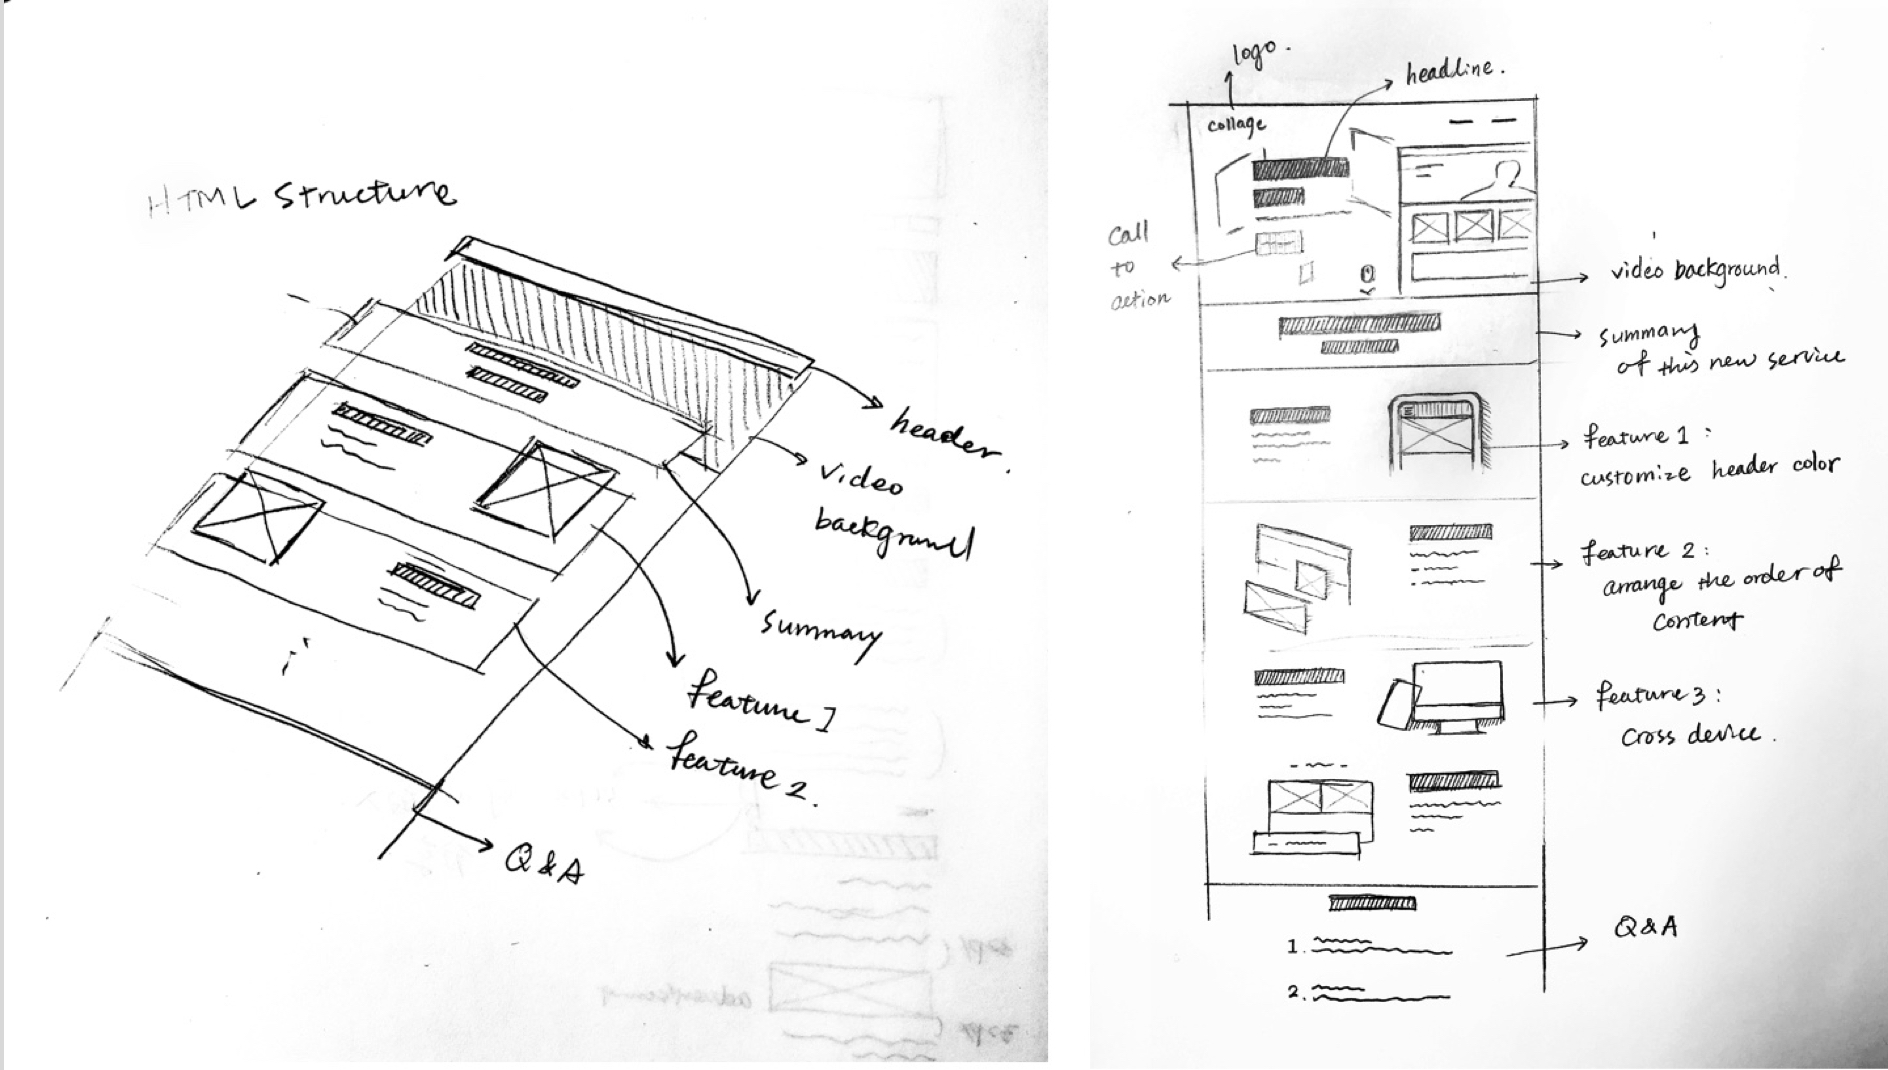 HTML Structure
header.
video
background
summary
feature 1
feature 2.
Q&A
logo.
headline.
collage
call
to
action
video background.
summary
of this new service
feature 1 :
customize header color
feature 2 :
arrange the order of
content
feature 3 :
Cross device.
Q&A
1.
2.